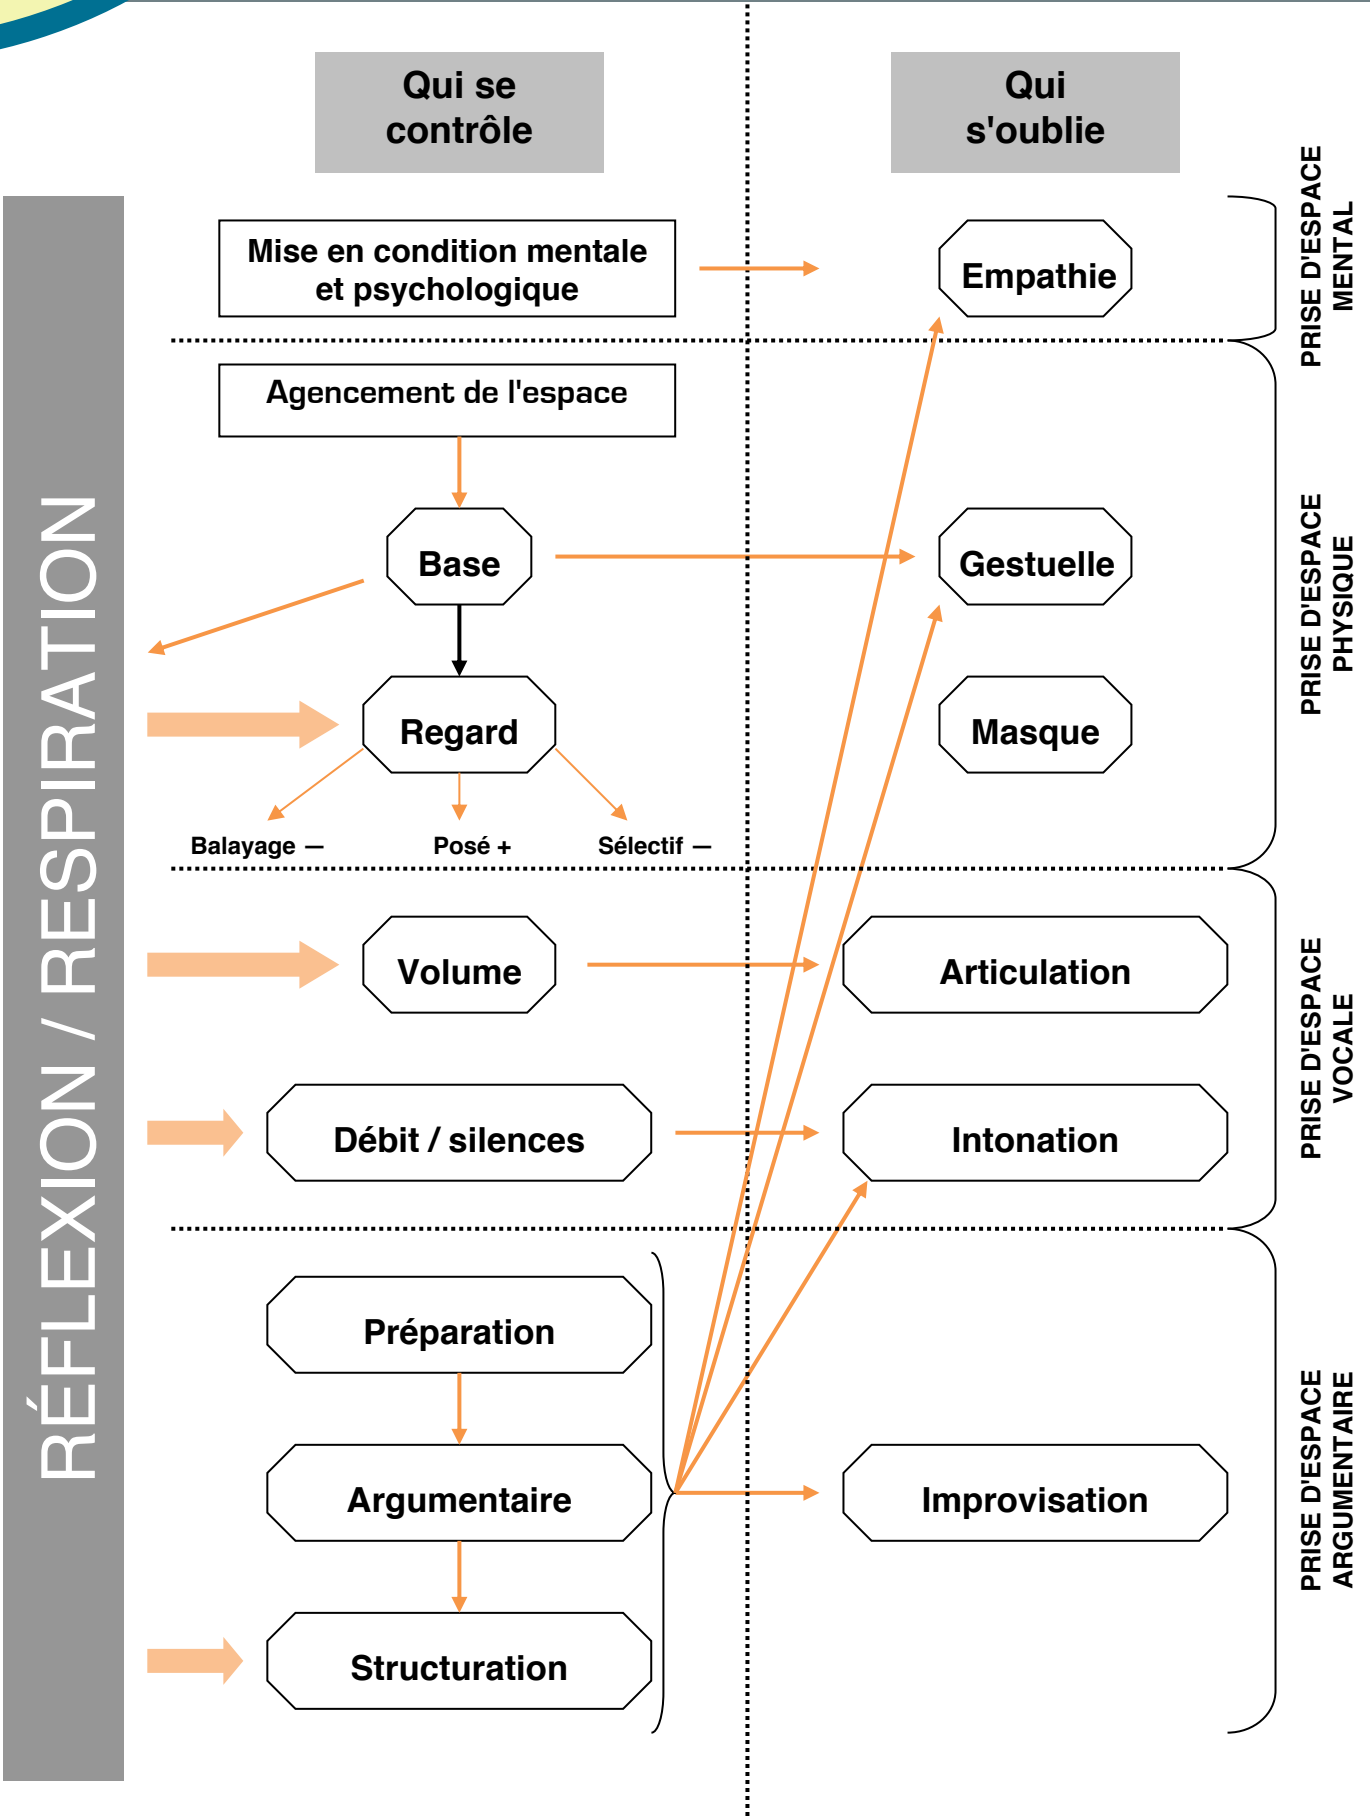 Qui se
contrôle
Qui
s'oublie
RÉFLEXION / RESPIRATION
Mise en condition mentale
et psychologique
Empathie
PRISE D'ESPACE
MENTAL
Agencement de l'espace
Base
Gestuelle
Regard
Masque
Balayage –
Posé +
Sélectif –
PRISE D'ESPACE
PHYSIQUE
Volume
Articulation
Débit / silences
Intonation
PRISE D'ESPACE
VOCALE
Préparation
Argumentaire
Improvisation
Structuration
PRISE D'ESPACE
ARGUMENTAIRE